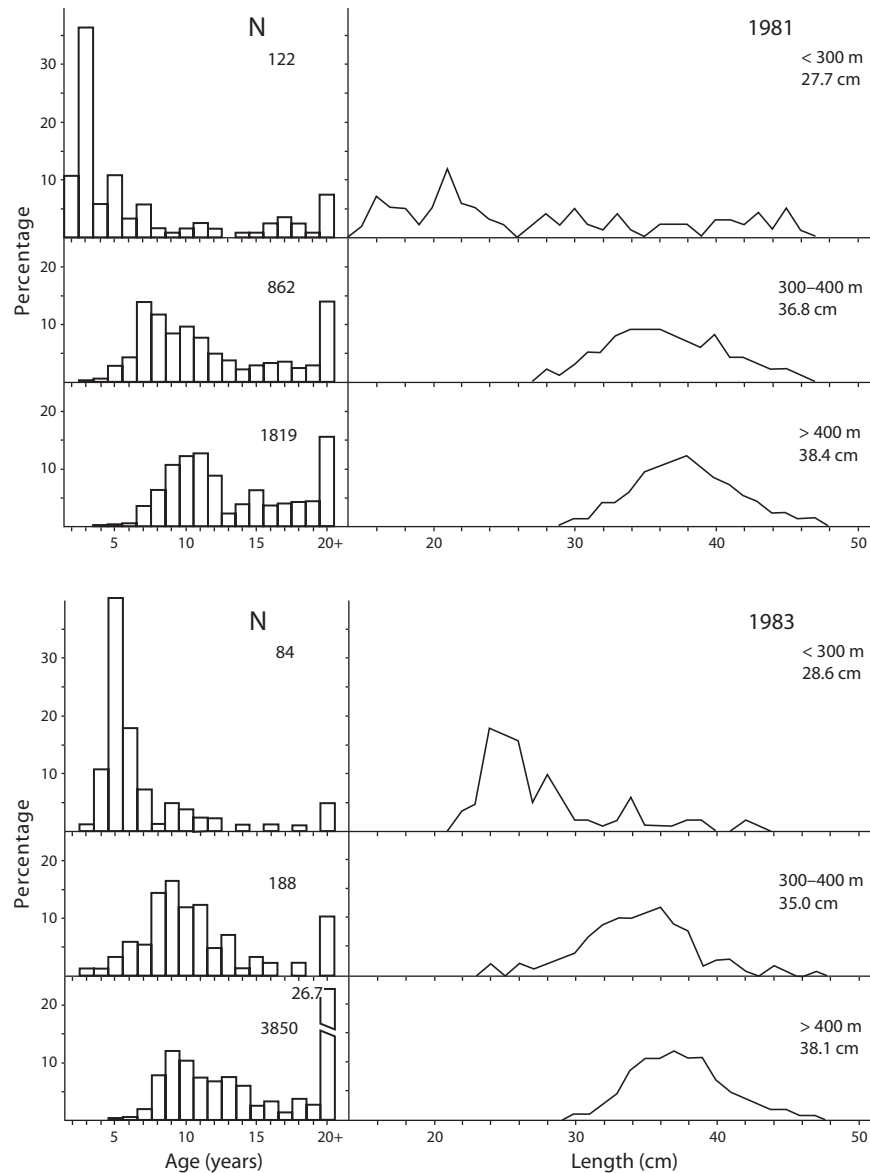 N
1981
122
< 300 m
27.7 cm
30
20
10
Percentage
862
300–400 m
36.8 cm
20
10
1819
> 400 m
38.4 cm
20
10
5 10 15 20+ 20 30 40 50
N
1983
84
< 300 m
28.6 cm
30
20
10
Percentage
188
300–400 m
35.0 cm
20
10
26.7
3850
> 400 m
38.1 cm
20
10
5 10 15 20+ 20 30 40 50
Age (years) Length (cm)